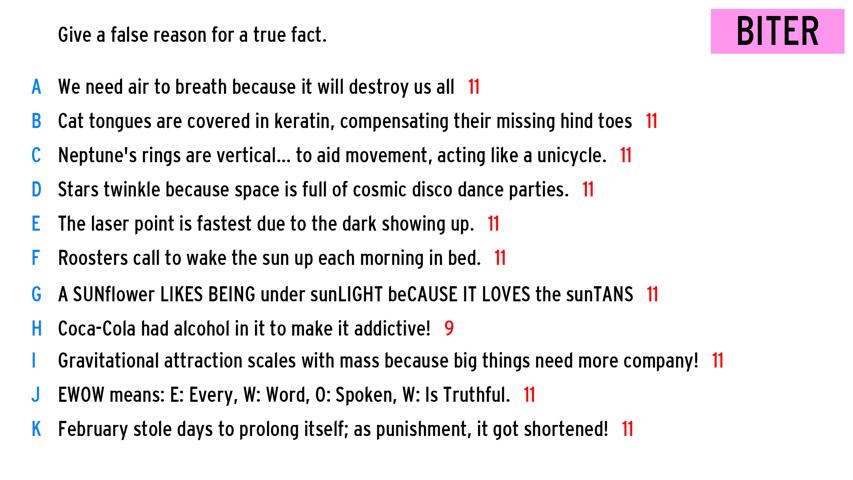 Give a false reason for a true fact.
BITER
A We need air to breath because it will destroy us all 11
B Cat tongues are covered in keratin, compensating their missing hind toes 11
C Neptune's rings are vertical... to aid movement, acting like a unicycle. 11
D Stars twinkle because space is full of cosmic disco dance parties. 11
E The laser point is fastest due to the dark showing up. 11
F Roosters call to wake the sun up each morning in bed. 11
G A SUNflower LIKES BEING under sunLIGHT beCAUSE IT LOVES the sunTANS 11
H Coca-Cola had alcohol in it to make it addictive! 9
I Gravitational attraction scales with mass because big things need more company! 11
J EWOW means: E: Every, W: Word, O: Spoken, W: Is Truthful. 11
K February stole days to prolong itself; as punishment, it got shortened! 11